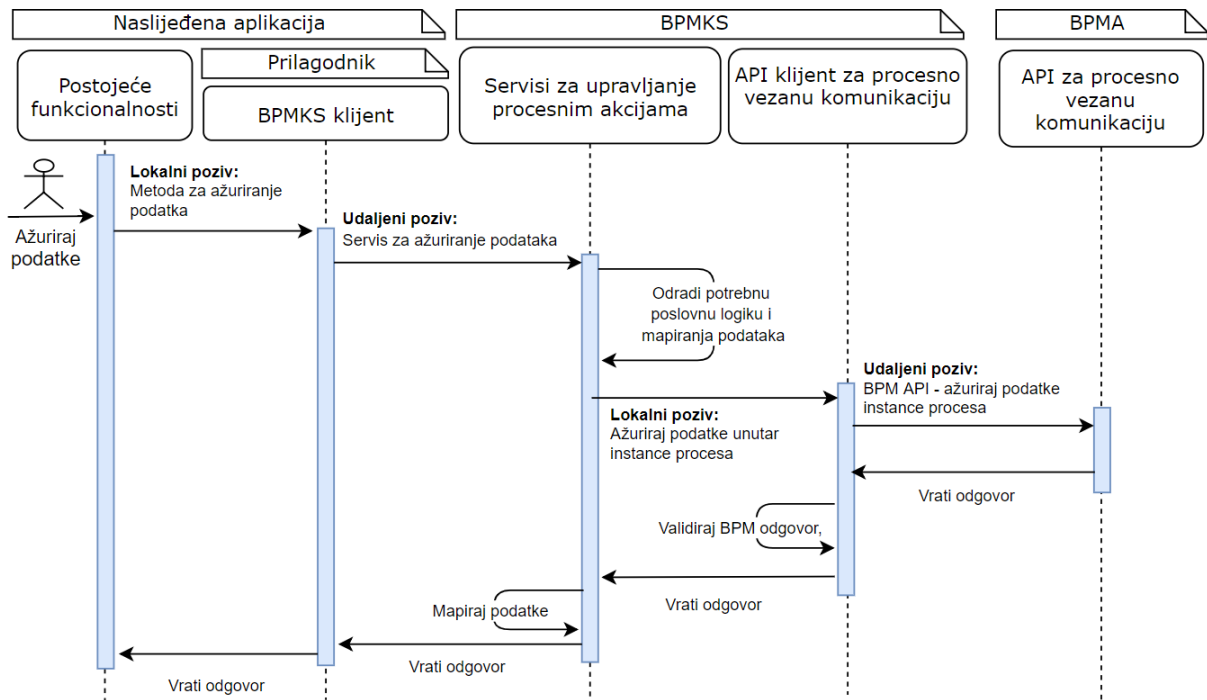 Naslijeđena aplikacija
BPMKS
BPMA
Postojeće
funkcionalnosti
Prilagodnik
BPMKS klijent
Servisi za upravljanje
procesnim akcijama
API klijent za procesno
vezanu komunikaciju
API za procesno
vezanu
komunikaciju
Ažuriraj
podatke
Lokalni poziv:
Metoda za ažuriranje
podatka
Udaljeni poziv:
Servis za ažuriranje podataka
Odradi potrebnu
poslovnu logiku i
mapiranja podataka
Lokalni poziv:
Ažuriraj podatke unutar
instance procesa
Udaljeni poziv:
BPM API - ažuriraj podatke
instance procesa
Vrati odgovor
Validiraj BPM odgovor,
Vrati odgovor
Mapiraj podatke
Vrati odgovor
Vrati odgovor